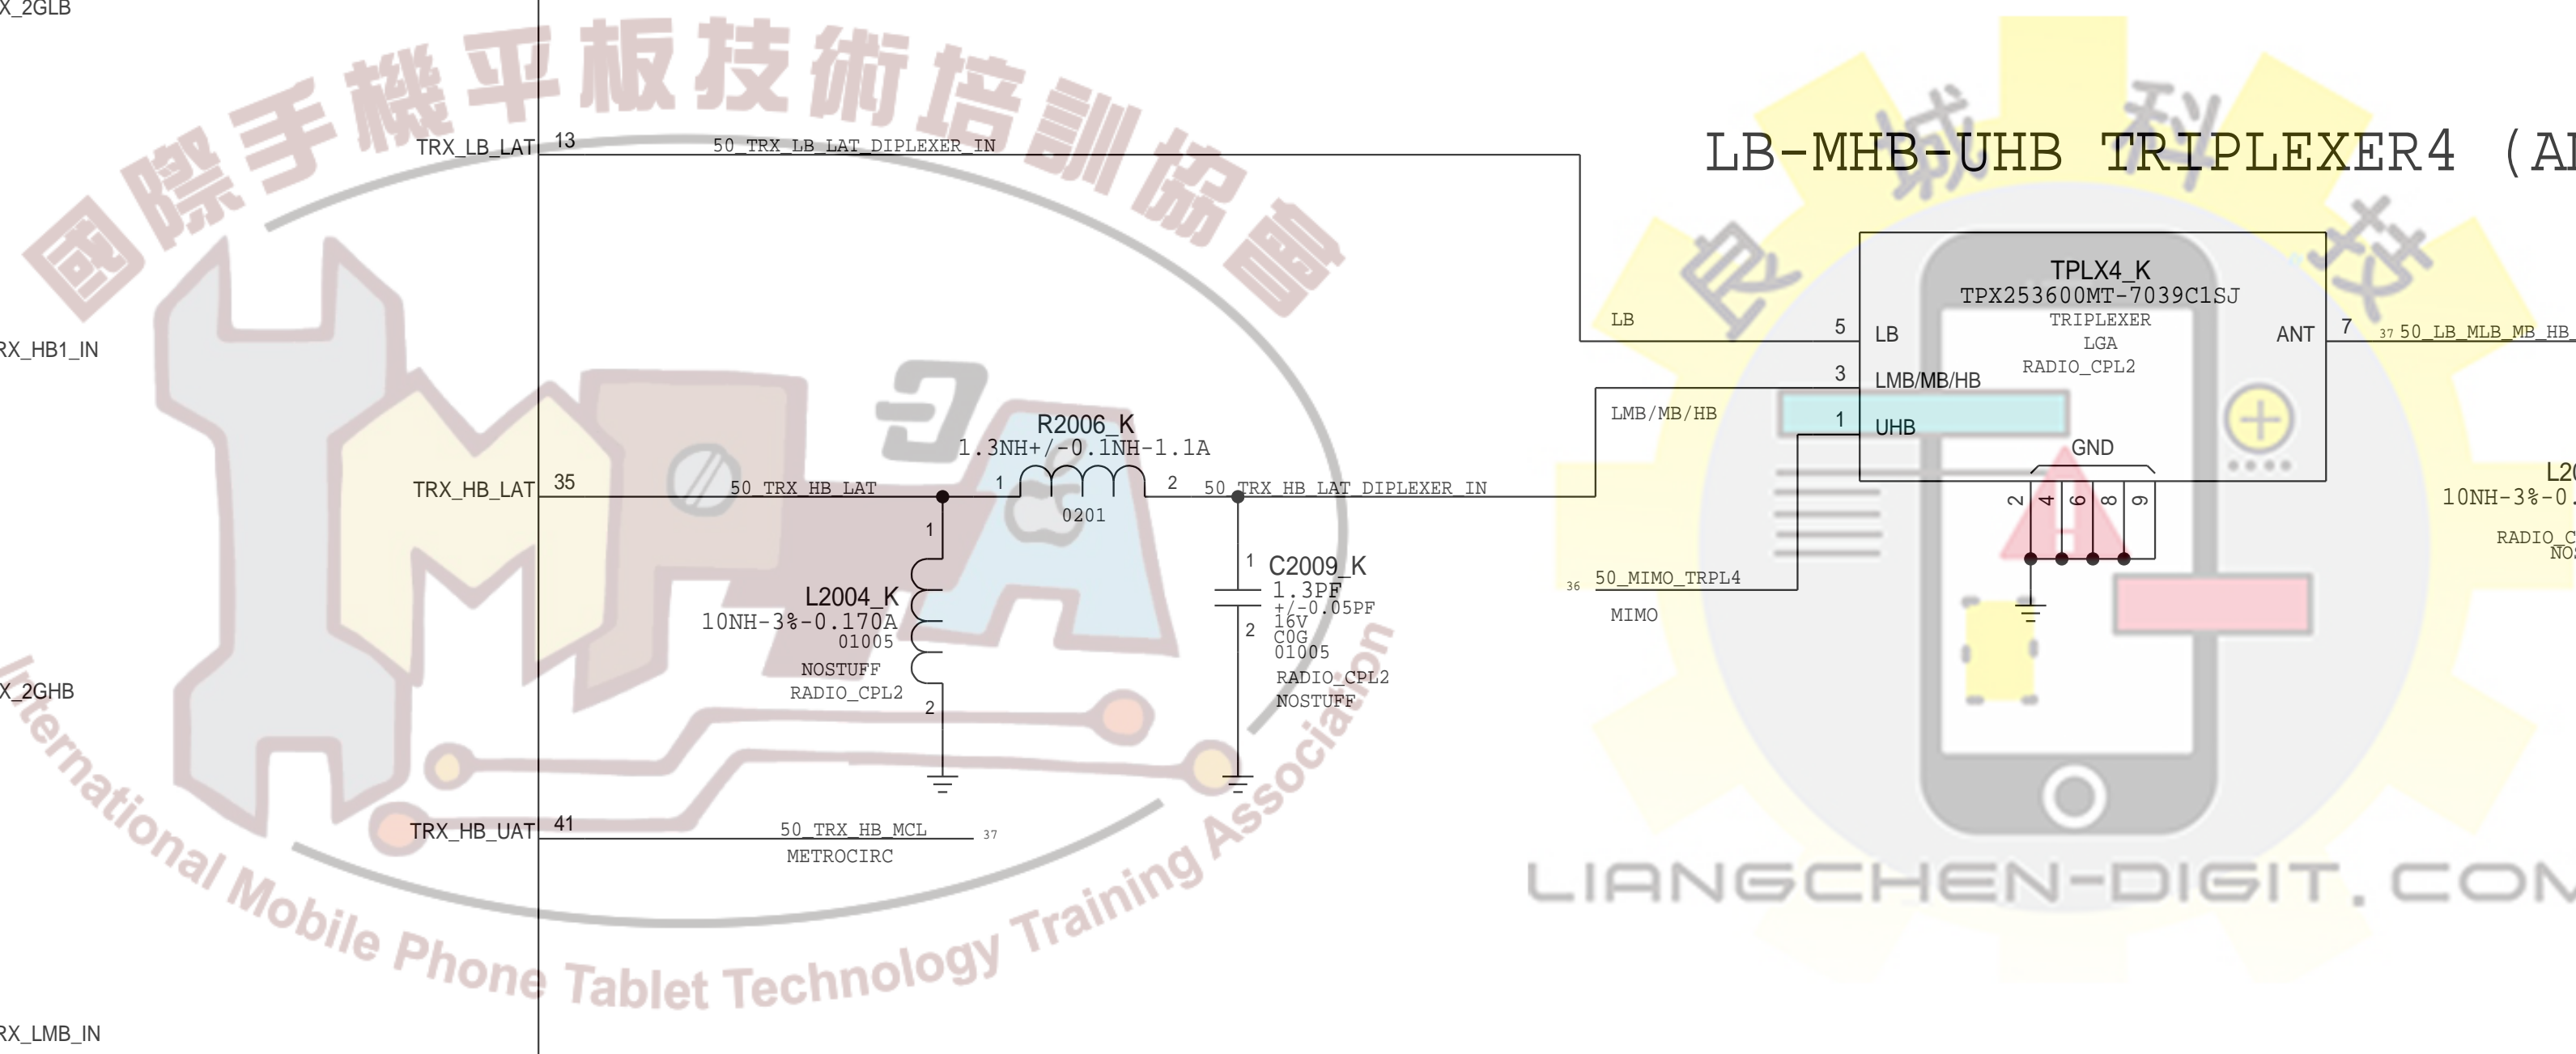 X_2GLB
國際手機平板技術培訓協會
TRX_LB_LAT
13
50_TRX_LB_LAT_DIPLEXER_IN
LB-MHB-UHB TRIPLEXER4
良城科技
TPLX4_K
TPX253600MT-7039C1SJ
TRIPLEXER
LGA
RADIO_CPL2
LB
5
LB
ANT
7
37 50_LB_MLB_MB_HB_
RX_HB1_IN
3
LMB/MB/HB
LMB/MB/HB
1
UHB
GND
2
4
6
8
9
R2006_K
1.3NH+/-0.1NH-1.1A
TRX_HB_LAT
35
50_TRX_HB_LAT
1
2
50_TRX_HB_LAT_DIPLEXER_IN
0201
10NH-3%-0.
1
L2004_K
10NH-3%-0.170A
01005
NOSTUFF
RADIO_CPL2
2
1
C2009_K
1.3PF
+/-0.05PF
16V
C0G
01005
2
RADIO_CPL2
NOSTUFF
36
50_MIMO_TRPL4
MIMO
X_2GHB
TRX_HB_UAT
41
50_TRX_HB_MCL
37
METROCIRC
LIANGCHEN-DIGIT.COM
International Mobile Phone Tablet Technology Training Association
RX_LMB_IN